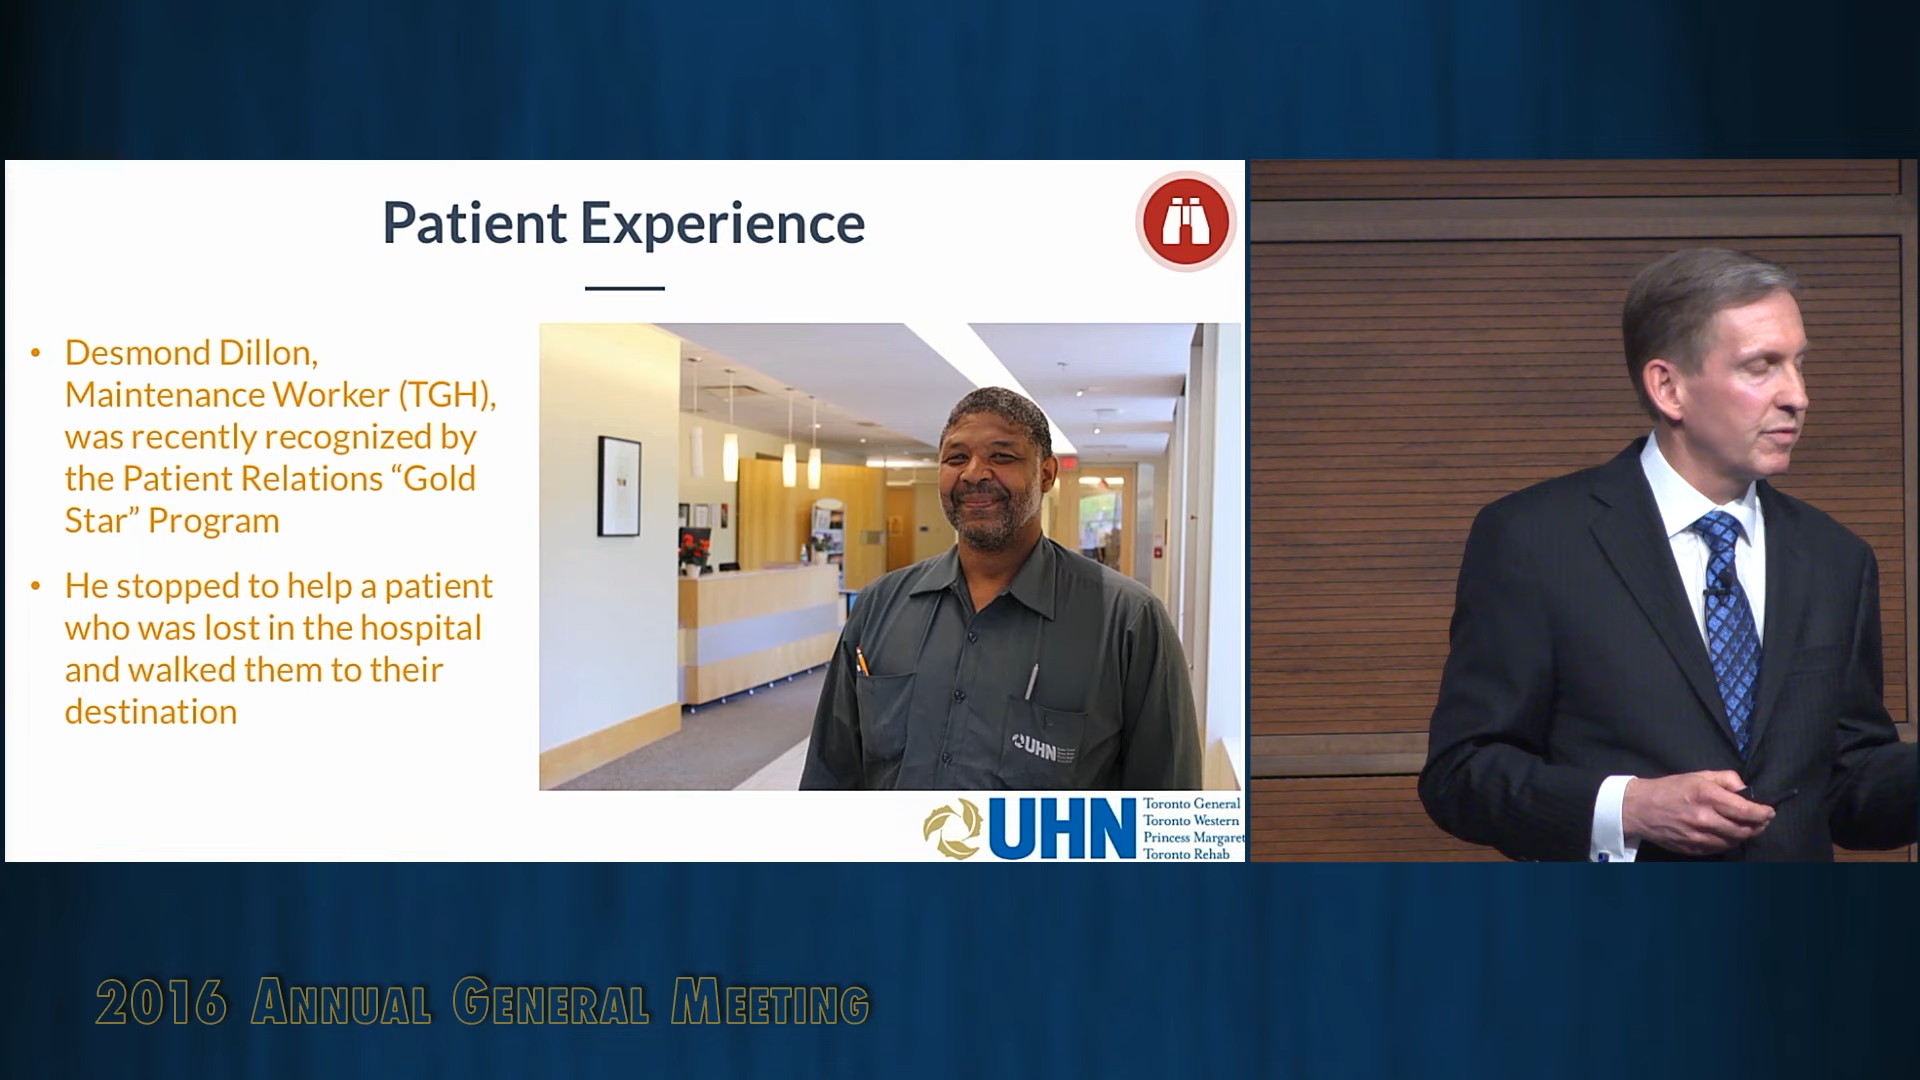 Patient Experience
• Desmond Dillon,
Maintenance Worker (TGH),
was recently recognized by
the Patient Relations “Gold
Star” Program
• He stopped to help a patient
who was lost in the hospital
and walked them to their
destination
UHN
UHN
Toronto General
Toronto Western
Princess Margaret
Toronto Rehab
2016 Annual General Meeting